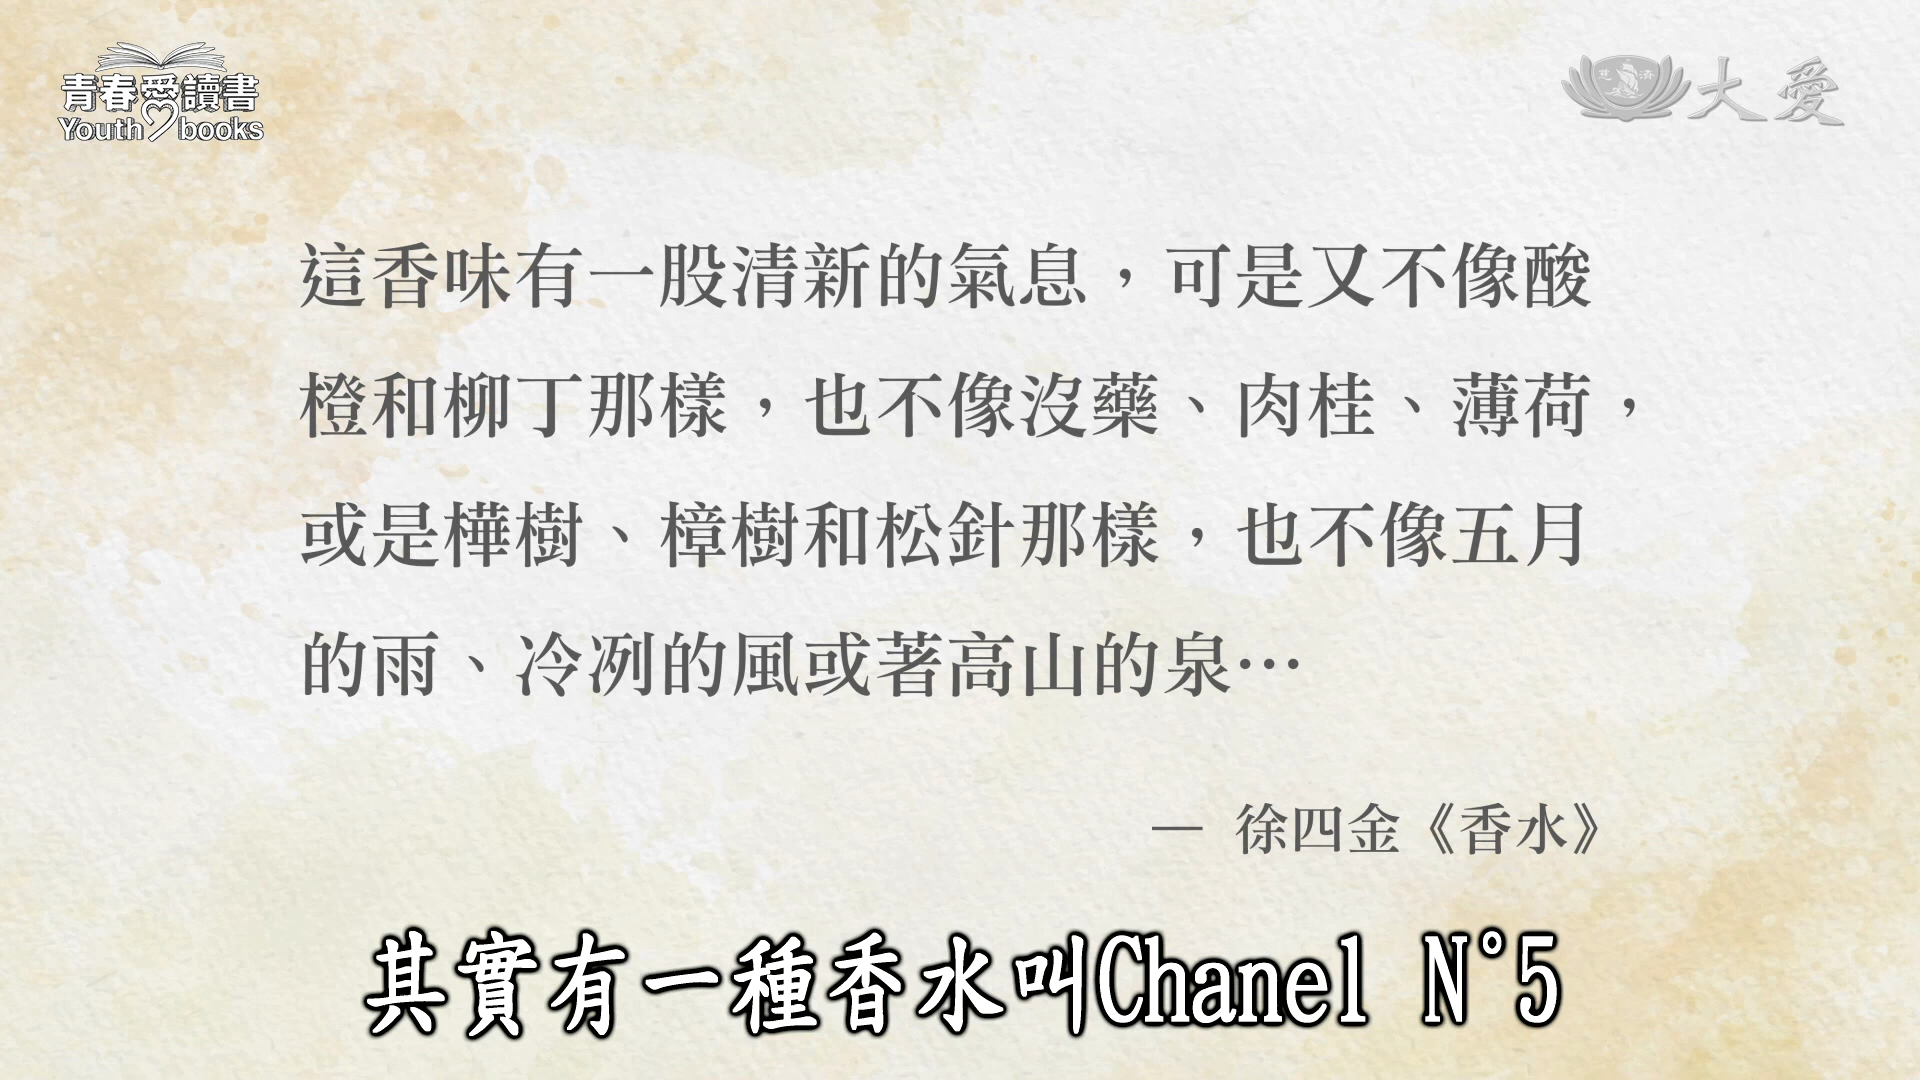 青春愛讀書
Youth books
慈濟
大愛
這香味有一股清新的氣息，可是又不像酸
橙和柳丁那樣，也不像沒藥、肉桂、薄荷，
或是樺樹、樟樹和松針那樣，也不像五月
的雨、冷冽的風或著高山的泉…
— 徐四金《香水》
其實有一種香水叫Chanel N°5